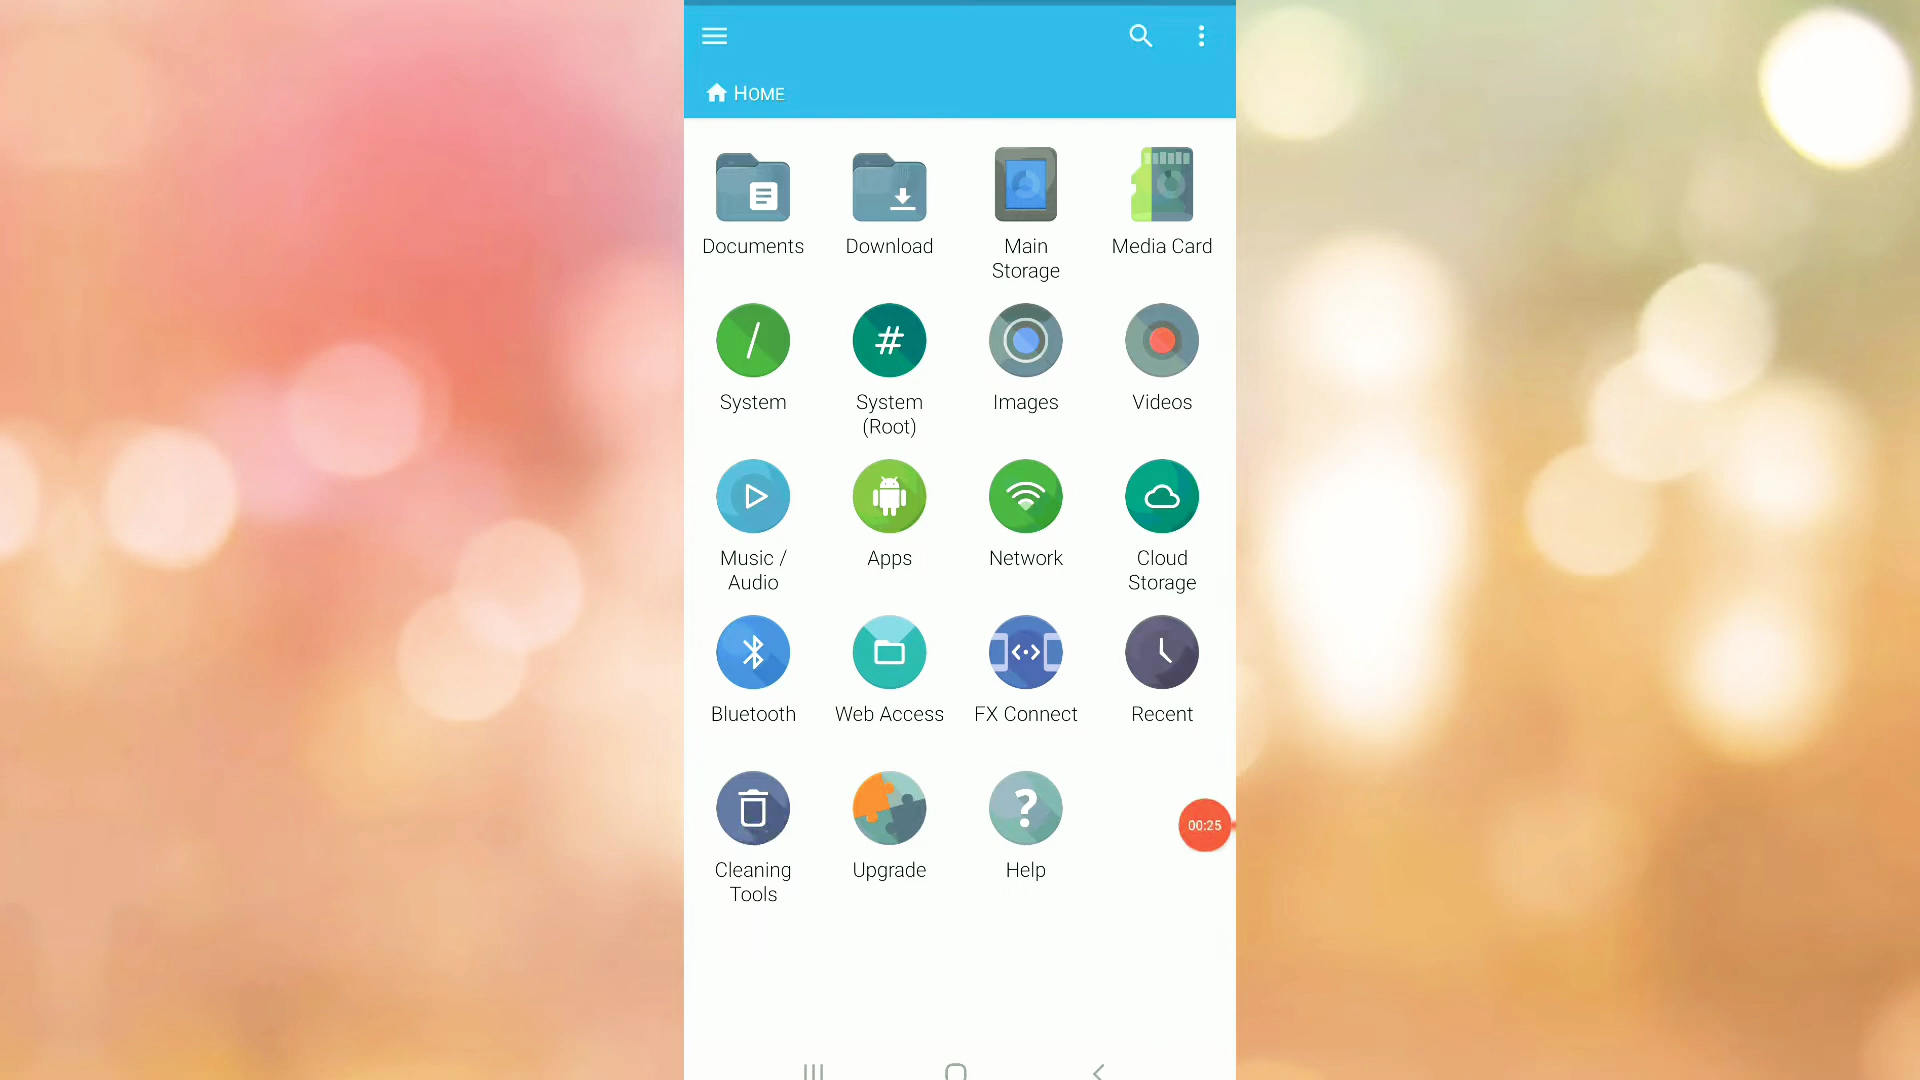 HOME
Documents
Download
Main
Storage
Media Card
/
#
System
System
(Root)
Images
Videos
Music /
Audio
Apps
Network
Cloud
Storage
Bluetooth
Web Access
FX Connect
Recent
?
00:25
Cleaning
Tools
Upgrade
Help